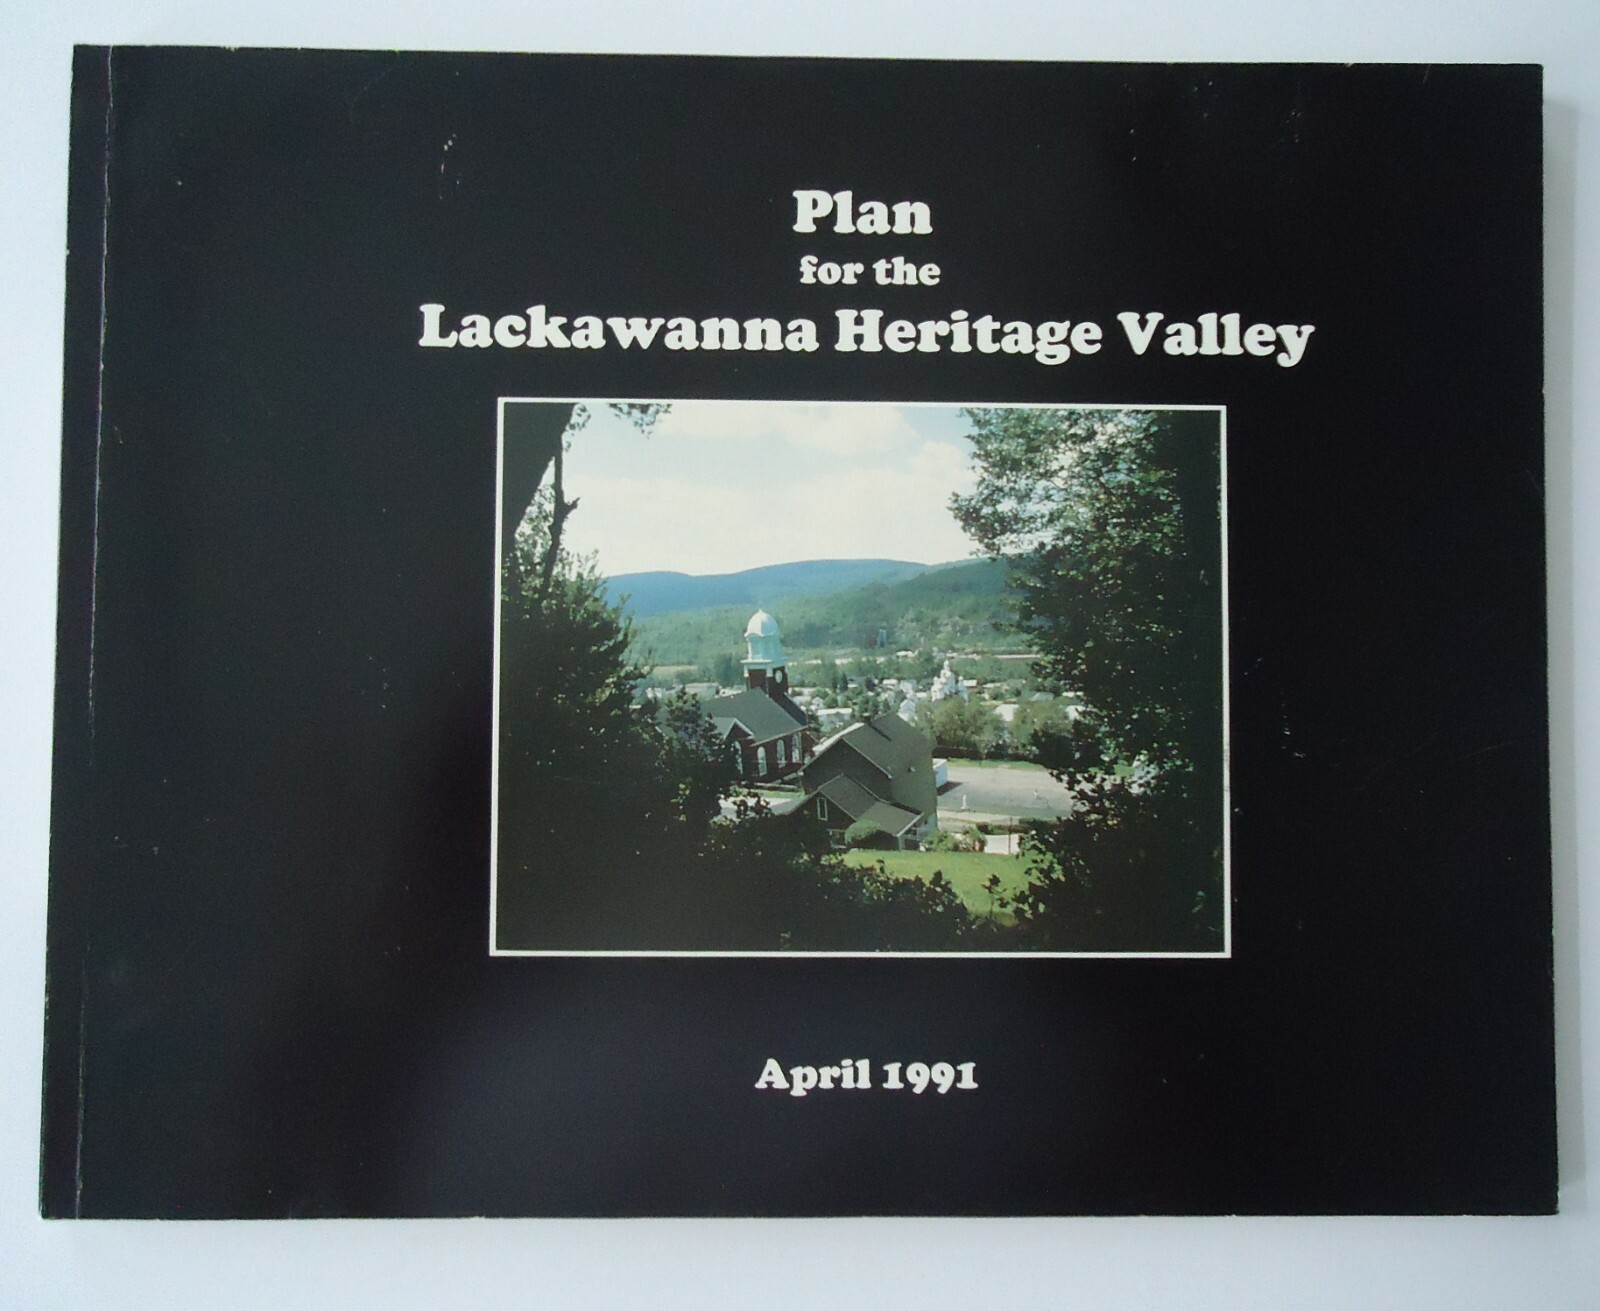 Plan
for the
Lackawanna Heritage Valley
April 1991